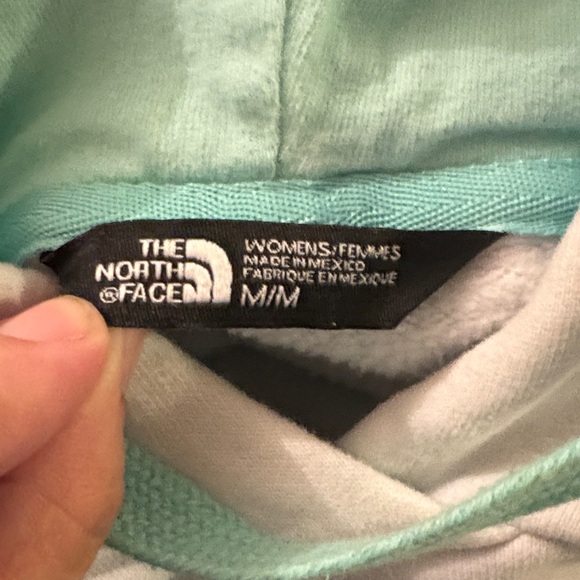 THE
NORTH
®FACE
WOMENS/FEMMES
MADE IN MEXICO
FABRIQUE EN MEXIQUE
M/M